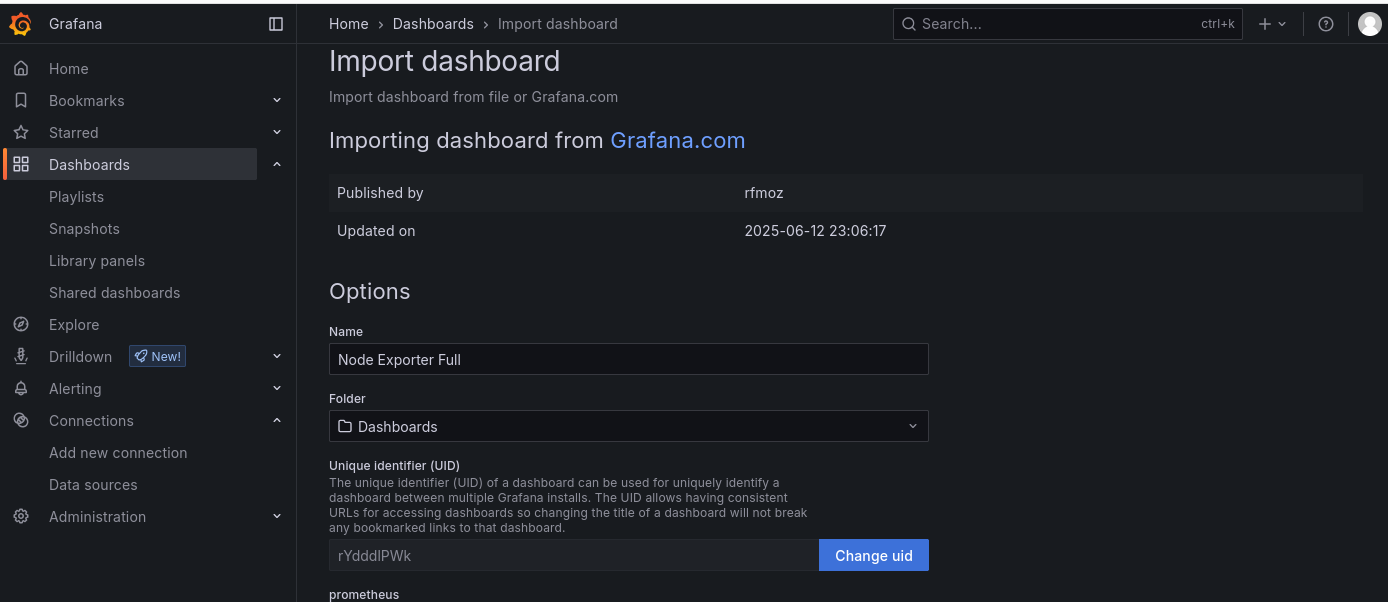 Grafana
Home › Dashboards › Import dashboard
Search...
ctrl+k
Home
Bookmarks
Starred
Dashboards
Playlists
Snapshots
Library panels
Shared dashboards
Explore
Drilldown
New!
Alerting
Connections
Add new connection
Data sources
Administration
Import dashboard
Import dashboard from file or Grafana.com
Importing dashboard from Grafana.com
Published by rfmoz
Updated on 2025-06-12 23:06:17
Options
Name
Node Exporter Full
Folder
Dashboards
Unique identifier (UID)
The unique identifier (UID) of a dashboard can be used for uniquely identify a
dashboard between multiple Grafana installs. The UID allows having consistent
URLs for accessing dashboards so changing the title of a dashboard will not break
any bookmarked links to that dashboard.
rYdddlPWk
Change uid
prometheus